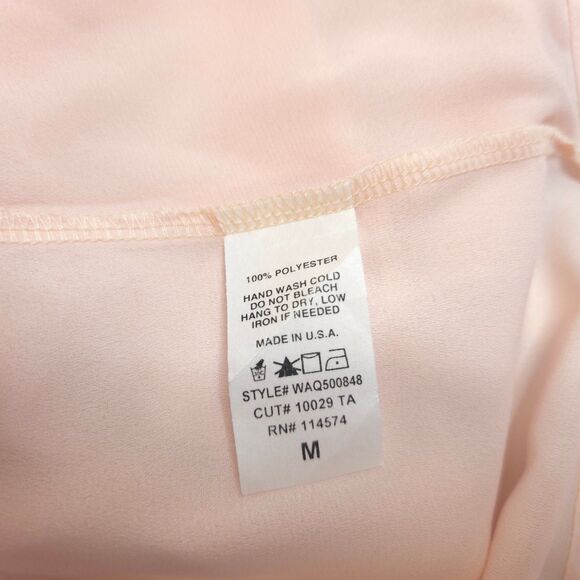 100% POLYESTER
HAND WASH COLD
DO NOT BLEACH
HANG TO DRY, LOW
IRON IF NEEDED
MADE IN U.S.A.
STYLE# WAQ500848
CUT# 10029 TA
RN# 114574
M